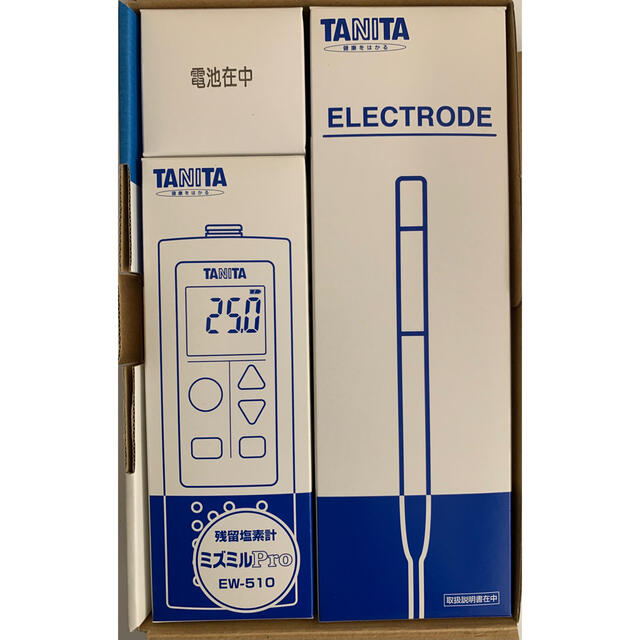 電池在中
TANITA
健康をはかる
TANITA
25.0
残留塩素計
ミズミルPro
EW-510
TANITA
健康をはかる
ELECTRODE
取扱説明書在中